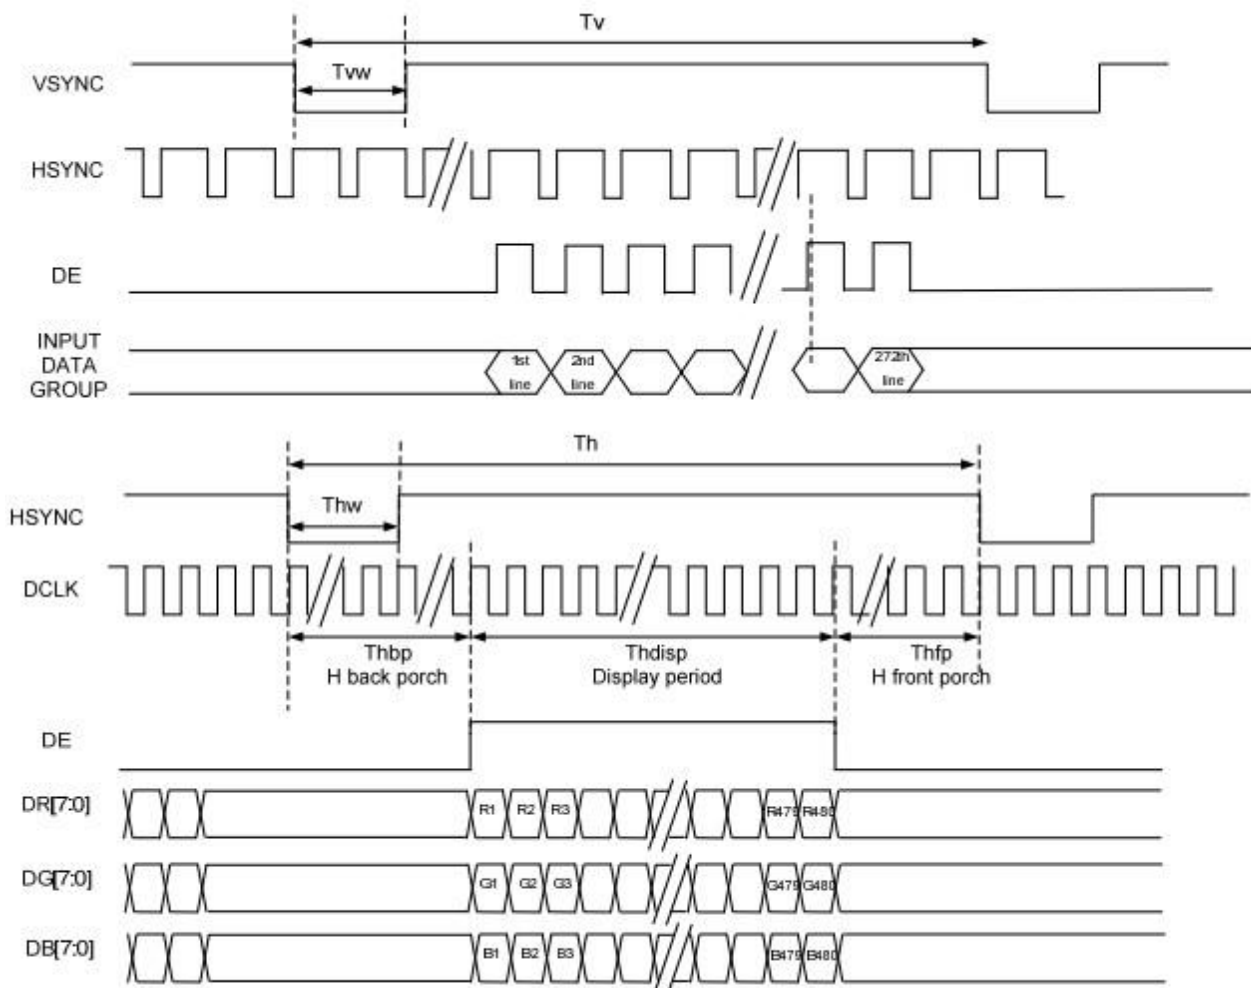 Tv
Tvw
VSYNC
HSYNC
DE
INPUT
DATA
GROUP
1st
line
2nd
line
272th
line
Th
Thw
HSYNC
DCLK
Thbp
H back porch
Thdisp
Display period
Thfp
H front porch
DE
DR[7:0]
R1 R2 R3 R479 R480
DG[7:0]
G1 G2 G3 G479 G480
DB[7:0]
B1 B2 B3 B479 B480